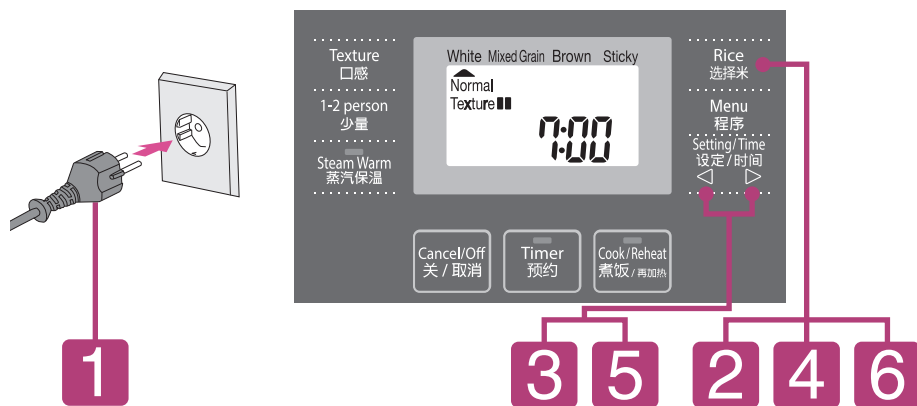 Texture
口感
1-2 person
少量
Steam Warm
蒸汽保温
White Mixed Grain Brown Sticky
Normal
Texture
7:00
Rice
选择米
Menu
程序
Setting/Time
设定/时间
Cancel/Off
关/取消
Timer
预约
Cook/Reheat
煮饭/再加热
1
3
5
2
4
6